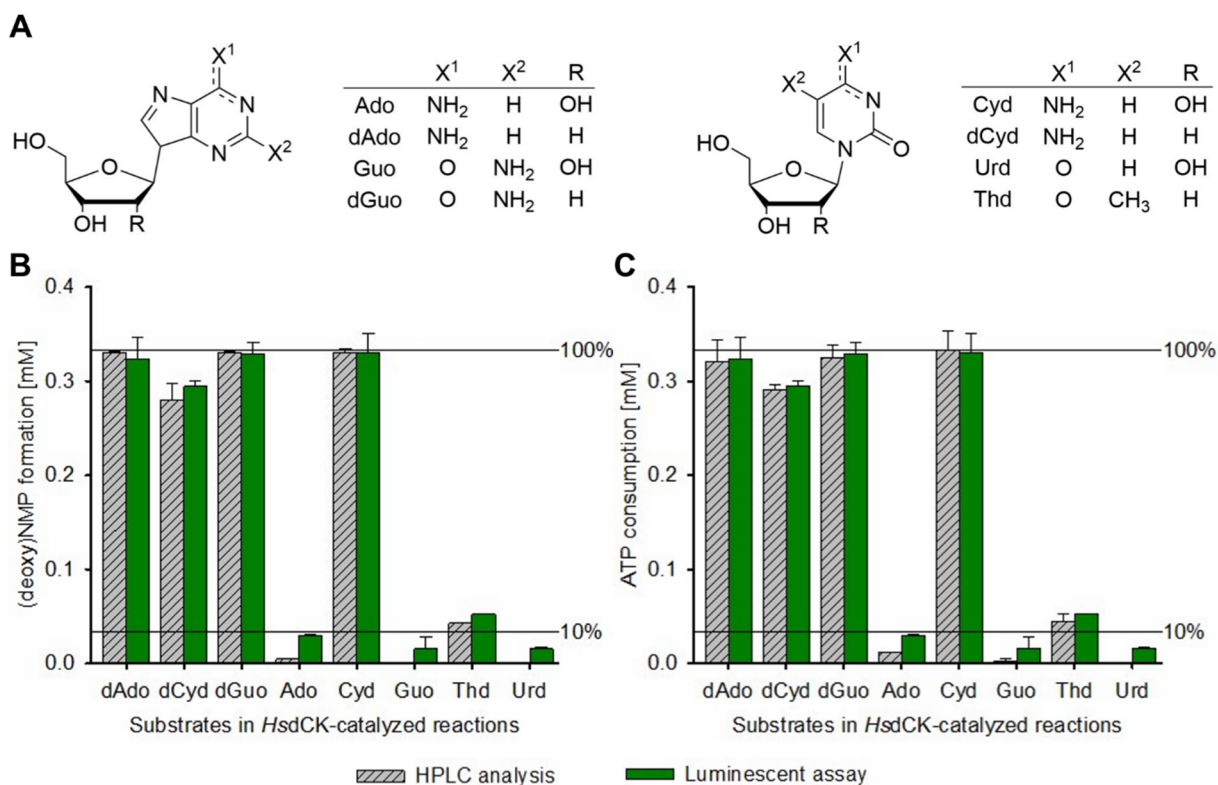 A
X¹
N
N
N
X²
HO
O
OH
R
X¹ X² R
Ado NH₂ H OH
dAdo NH₂ H H
Guo O NH₂ OH
dGuo O NH₂ H
X¹
X²
N
N
O
HO
O
OH
R
X¹ X² R
Cyd NH₂ H OH
dCyd NH₂ H H
Urd O H OH
Thd O CH₃ H
B
(deoxy)NMP formation [mM]
0.4
0.3
0.2
0.1
0.0
100%
10%
dAdo dCyd dGuo Ado Cyd Guo Thd Urd
Substrates in HsdCK-catalyzed reactions
C
ATP consumption [mM]
0.4
0.3
0.2
0.1
0.0
100%
10%
dAdo dCyd dGuo Ado Cyd Guo Thd Urd
Substrates in HsdCK-catalyzed reactions
HPLC analysis Luminescent assay